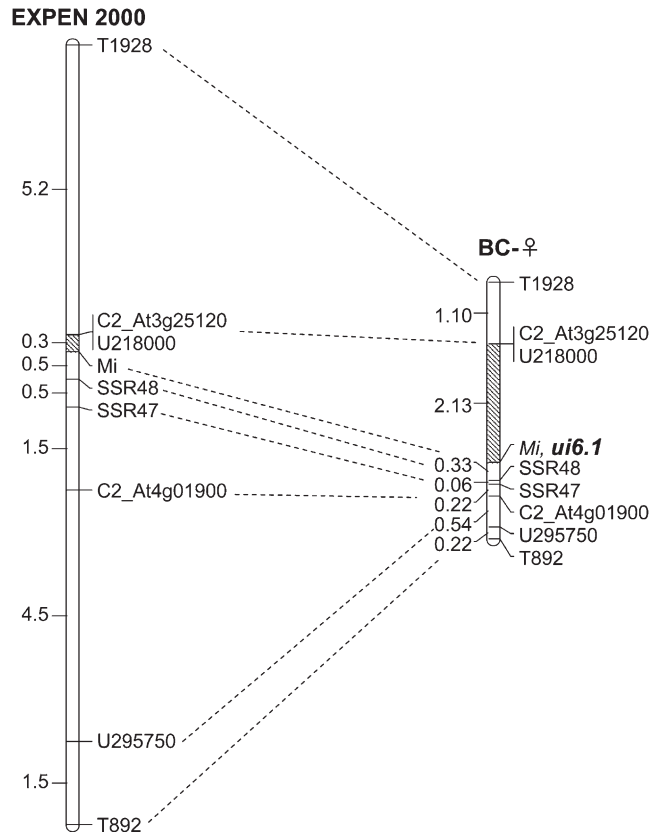 EXPEN 2000
T1928
5.2
C2_At3g25120
U218000
0.3
Mi
0.5
SSR48
0.5
SSR47
1.5
C2_At4g01900
4.5
U295750
1.5
T892
BC-♀
T1928
1.10
C2_At3g25120
U218000
2.13
Mi, ui6.1
0.33
SSR48
0.06
SSR47
0.22
C2_At4g01900
0.54
U295750
0.22
T892